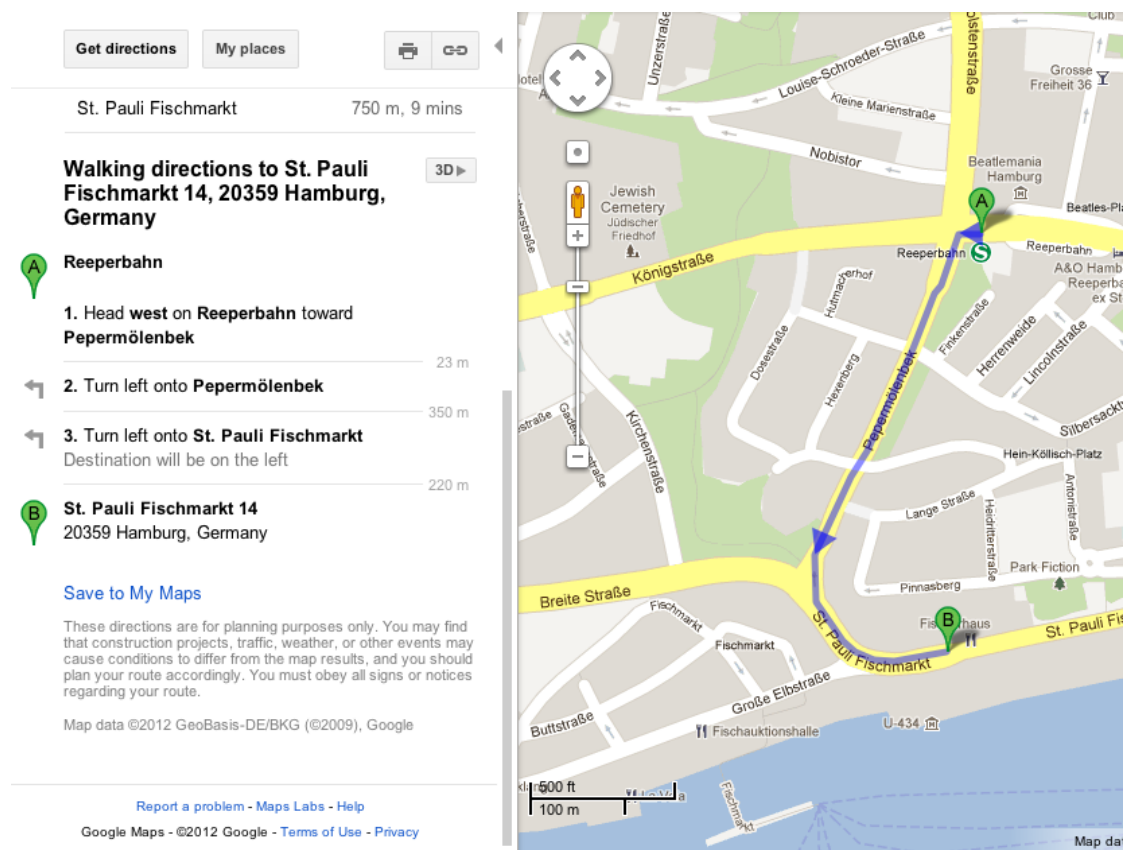 Get directions
My places
St. Pauli Fischmarkt 750 m, 9 mins
Walking directions to St. Pauli
Fischmarkt 14, 20359 Hamburg,
Germany
3D
A
Reeperbahn
1. Head west on Reeperbahn toward
Pepermölenbek
23 m
2. Turn left onto Pepermölenbek
350 m
3. Turn left onto St. Pauli Fischmarkt
Destination will be on the left
220 m
B
St. Pauli Fischmarkt 14
20359 Hamburg, Germany
Save to My Maps
These directions are for planning purposes only. You may find
that construction projects, traffic, weather, or other events may
cause conditions to differ from the map results, and you should
plan your route accordingly. You must obey all signs or notices
regarding your route.
Map data ©2012 GeoBasis-DE/BKG (©2009), Google
Report a problem - Maps Labs - Help
Google Maps - ©2012 Google - Terms of Use - Privacy
Club
Unzerstraße
Louise-Schroeder-Straße
Grosse
Freiheit 36
Kleine Marienstraße
Nobistor
Beatlemania
Hamburg
Jewish
Cemetery
Jüdischer
Friedhof
A
Reeperbahn
S
Reeperbahn
Königstraße
Hutmacherhof
Finkenstraße
Herrenweide
Lincolnstraße
Dosestraße
Hexenberg
Pepermölenbek
Kirchenstraße
Hein-Köllisch-Platz
Lange Straße
Heidritterstraße
Antonistraße
Park Fiction
Pinnasberg
Breite Straße
Fischmarkt
Fischmarkt
B
St. Pauli Fischmarkt
Große Elbstraße
Buttstraße
Fischauktionshalle
U-434
500 ft
100 m
Fischmarkt